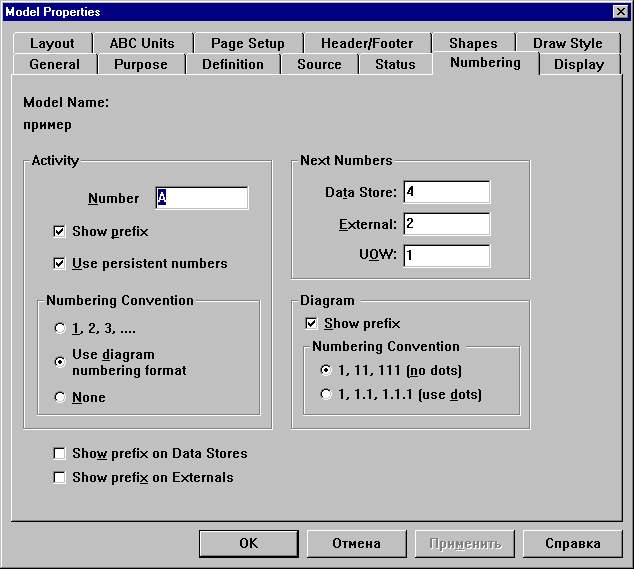 Model Properties
Layout ABC Units Page Setup Header/Footer Shapes Draw Style
General Purpose Definition Source Status Numbering Display
Model Name:
пример
Activity
Number A
Show prefix
Use persistent numbers
Numbering Convention
1, 2, 3, ....
Use diagram
numbering format
None
Next Numbers
Data Store: 4
External: 2
UOW: 1
Diagram
Show prefix
Numbering Convention
1, 11, 111 (no dots)
1, 1.1, 1.1.1 (use dots)
Show prefix on Data Stores
Show prefix on Externals
OK Отмена Применить Справка